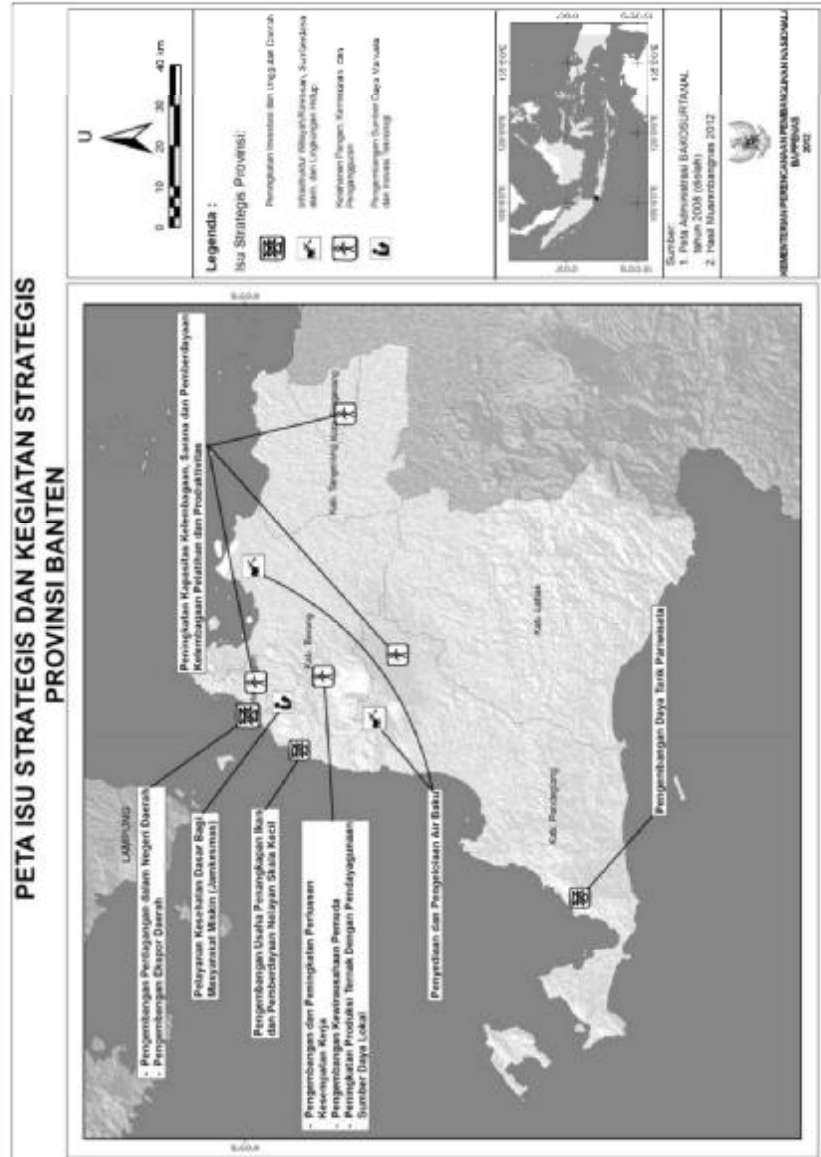 PETA ISU STRATEGIS DAN KEGIATAN STRATEGIS
PROVINSI BANTEN
LAMPUNG
- Pengembangan Perdagangan dalam Negeri Daerah
- Pengembangan Ekspor Daerah
Pelayanan Kesehatan Dasar Bagi
Masyarakat Miskin (Jamkesmas)
Pengembangan Usaha Penangkapan Ikan
dan Pemberdayaan Nelayan Skala Kecil
- Pengembangan dan Peningkatan Perluasan
Kesempatan Kerja
- Pengembangan Kewirausahaan Pemuda
- Peningkatan Produksi Ternak Dengan Pendayagunaan
Sumber Daya Lokal
Peningkatan Kapasitas Kelembagaan, Sarana dan Pemberdayaan
Kelembagaan Pelatihan dan Produktivitas
Penyediaan dan Pengelolaan Air Baku
Pengembangan Daya Tarik Pariwisata
Kab. Serang
Kab. Tangerang
Kab. Lebak
Kab. Pandeglang
U
0 10 20 30 40 km
Legenda :
Isu Strategis Provinsi:
Peningkatan Investasi dan Unggulan Daerah
Infrastruktur Wilayah/Kawasan, Sumberdaya
alam, dan Lingkungan Hidup
Ketahanan Pangan, Kemiskinan, dan
Pengangguran
Pengembangan Sumber Daya Manusia
dan Inovasi Teknologi
Sumber:
1. Peta Administrasi BAKOSURTANAL
tahun 2008 (diolah)
2. Hasil Musrenbangnas 2012
KEMENTERIAN PERENCANAAN PEMBANGUNAN NASIONAL/
BAPPENAS
2012